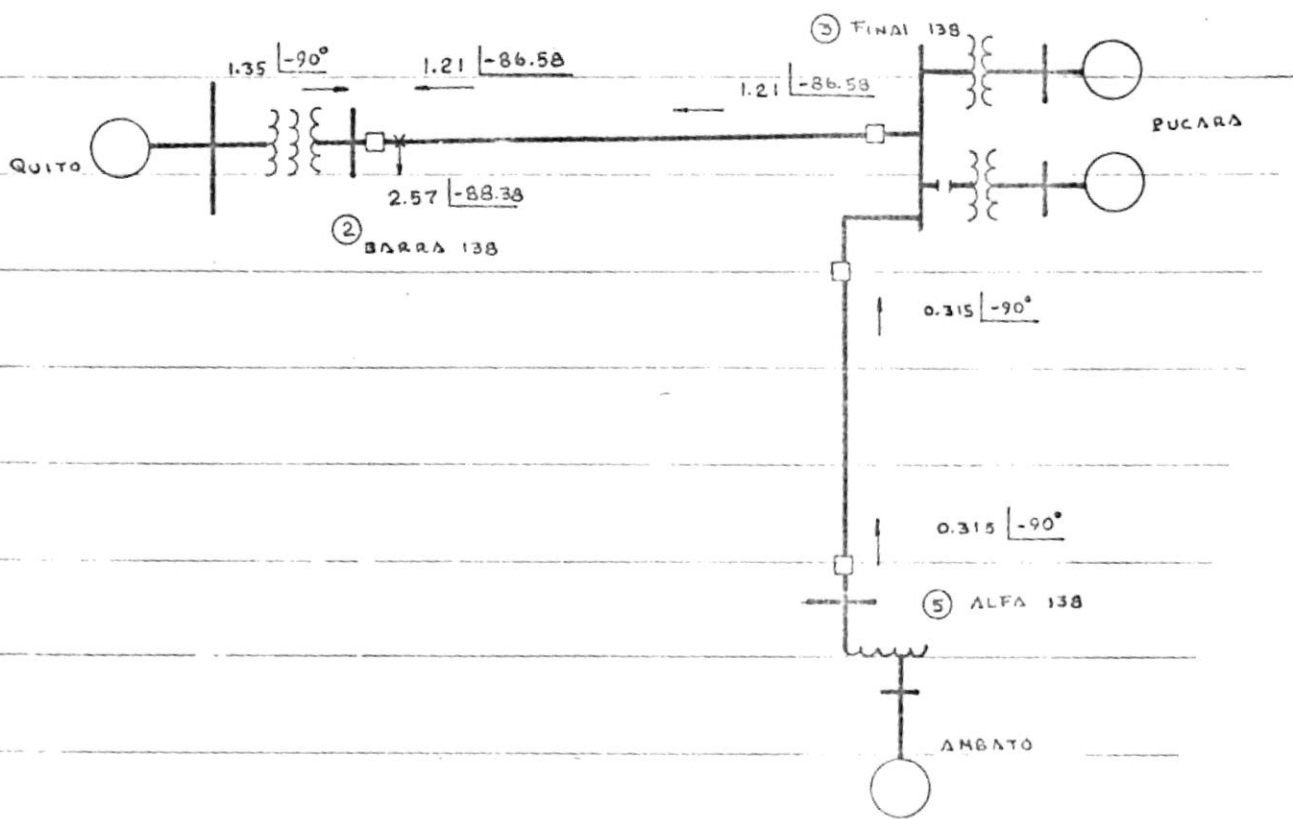 ③ FINAL 138
1.35 |-90°
1.21 |-86.58
1.21 |-86.58
PUCARA
QUITO
2.57 |-88.38
② BARRA 138
0.315 |-90°
0.315 |-90°
⑤ ALFA 138
AMBATO